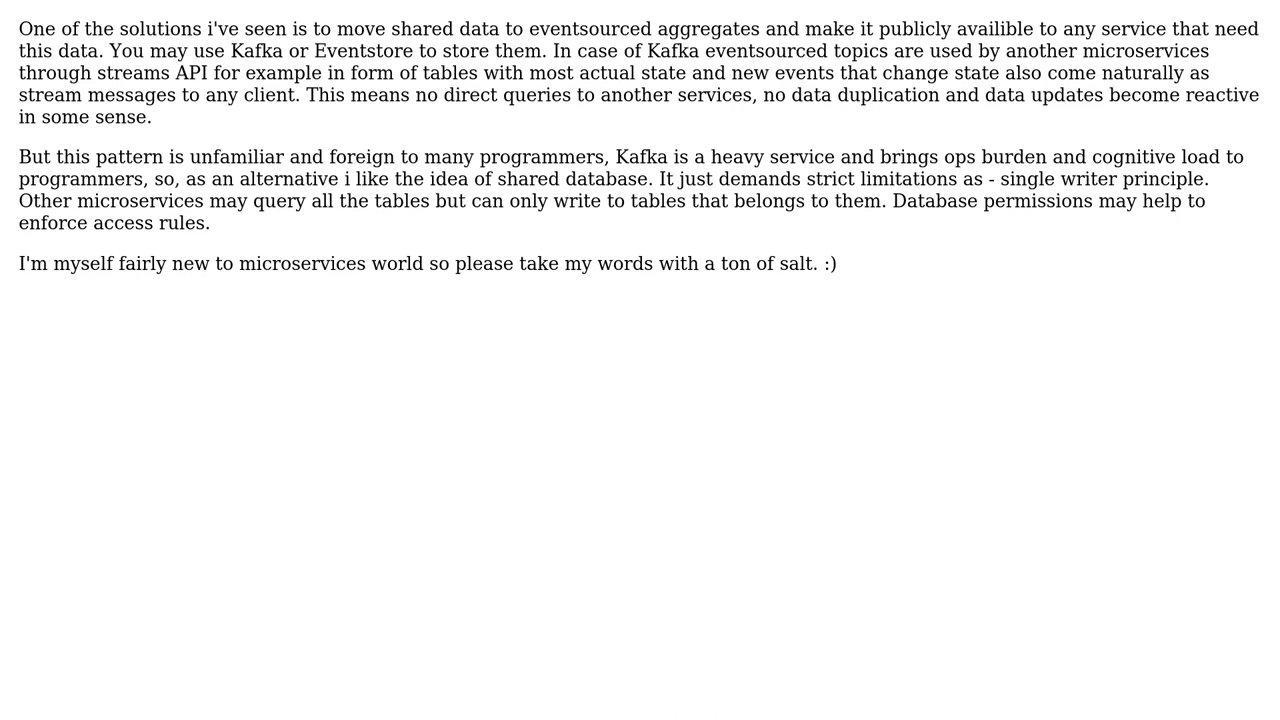 One of the solutions i've seen is to move shared data to eventsourced aggregates and make it publicly availible to any service that need
this data. You may use Kafka or Eventstore to store them. In case of Kafka eventsourced topics are used by another microservices
through streams API for example in form of tables with most actual state and new events that change state also come naturally as
stream messages to any client. This means no direct queries to another services, no data duplication and data updates become reactive
in some sense.
But this pattern is unfamiliar and foreign to many programmers, Kafka is a heavy service and brings ops burden and cognitive load to
programmers, so, as an alternative i like the idea of shared database. It just demands strict limitations as - single writer principle.
Other microservices may query all the tables but can only write to tables that belongs to them. Database permissions may help to
enforce access rules.
I'm myself fairly new to microservices world so please take my words with a ton of salt. :)